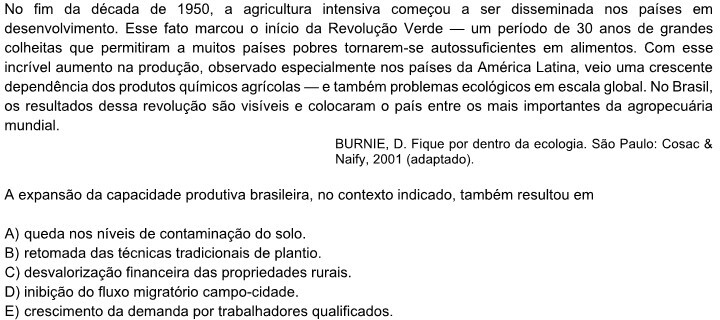 No fim da década de 1950, a agricultura intensiva começou a ser disseminada nos países em
desenvolvimento. Esse fato marcou o início da Revolução Verde — um período de 30 anos de grandes
colheitas que permitiram a muitos países pobres tornarem-se autossuficientes em alimentos. Com esse
incrível aumento na produção, observado especialmente nos países da América Latina, veio uma crescente
dependência dos produtos químicos agrícolas — e também problemas ecológicos em escala global. No Brasil,
os resultados dessa revolução são visíveis e colocaram o país entre os mais importantes da agropecuária
mundial.
BURNIE, D. Fique por dentro da ecologia. São Paulo: Cosac &
Naify, 2001 (adaptado).
A expansão da capacidade produtiva brasileira, no contexto indicado, também resultou em
A) queda nos níveis de contaminação do solo.
B) retomada das técnicas tradicionais de plantio.
C) desvalorização financeira das propriedades rurais.
D) inibição do fluxo migratório campo-cidade.
E) crescimento da demanda por trabalhadores qualificados.